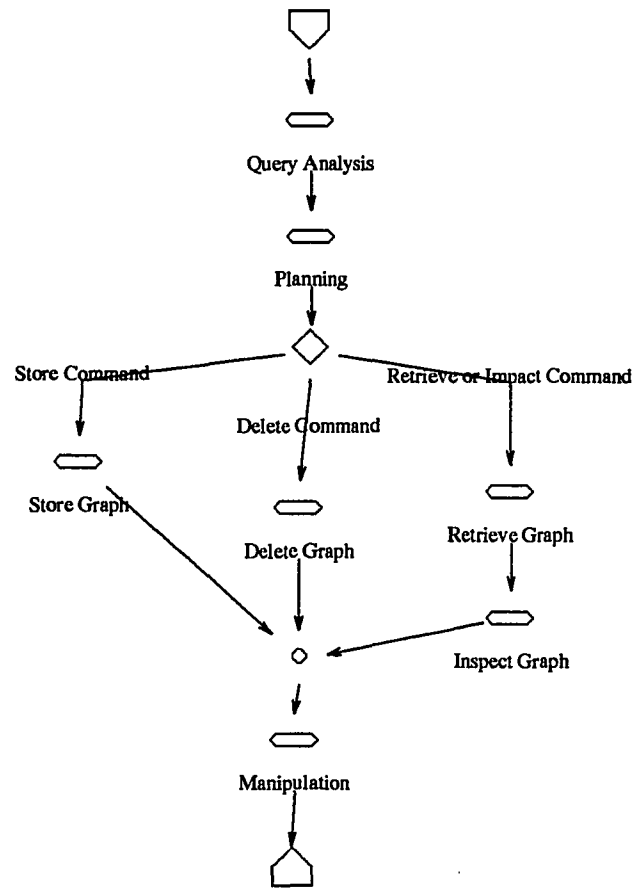 Query Analysis
Planning
Store Command
Retrieve or Impact Command
Delete Command
Store Graph
Delete Graph
Retrieve Graph
Inspect Graph
Manipulation